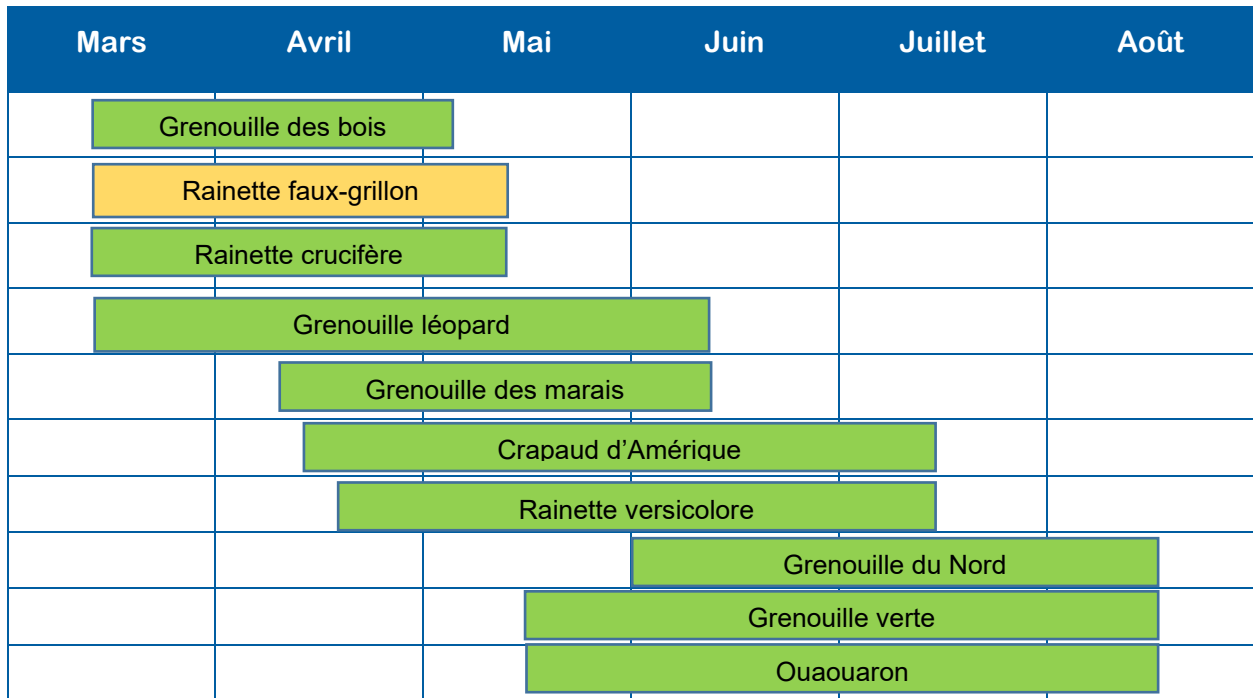 Mars Avril Mai Juin Juillet Août
Grenouille des bois
Rainette faux-grillon
Rainette crucifère
Grenouille léopard
Grenouille des marais
Crapaud d’Amérique
Rainette versicolore
Grenouille du Nord
Grenouille verte
Ouaouaron